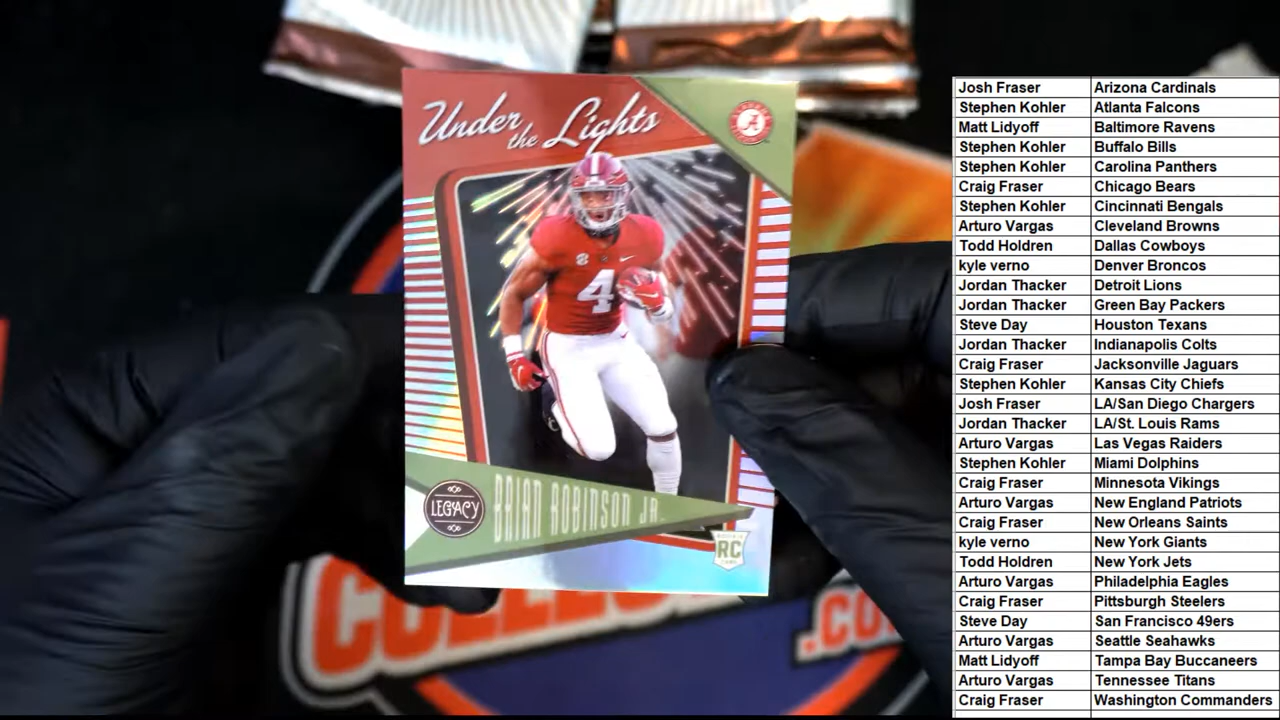 Under
the Lights
A
4
LEGACY
BRIAN ROBINSON JR.
RC
COLLEC
.CO
Josh Fraser Arizona Cardinals
Stephen Kohler Atlanta Falcons
Matt Lidyoff Baltimore Ravens
Stephen Kohler Buffalo Bills
Stephen Kohler Carolina Panthers
Craig Fraser Chicago Bears
Stephen Kohler Cincinnati Bengals
Arturo Vargas Cleveland Browns
Todd Holdren Dallas Cowboys
kyle verno Denver Broncos
Jordan Thacker Detroit Lions
Jordan Thacker Green Bay Packers
Steve Day Houston Texans
Jordan Thacker Indianapolis Colts
Craig Fraser Jacksonville Jaguars
Stephen Kohler Kansas City Chiefs
Josh Fraser LA/San Diego Chargers
Jordan Thacker LA/St. Louis Rams
Arturo Vargas Las Vegas Raiders
Stephen Kohler Miami Dolphins
Craig Fraser Minnesota Vikings
Arturo Vargas New England Patriots
Craig Fraser New Orleans Saints
kyle verno New York Giants
Todd Holdren New York Jets
Arturo Vargas Philadelphia Eagles
Craig Fraser Pittsburgh Steelers
Steve Day San Francisco 49ers
Arturo Vargas Seattle Seahawks
Matt Lidyoff Tampa Bay Buccaneers
Arturo Vargas Tennessee Titans
Craig Fraser Washington Commanders